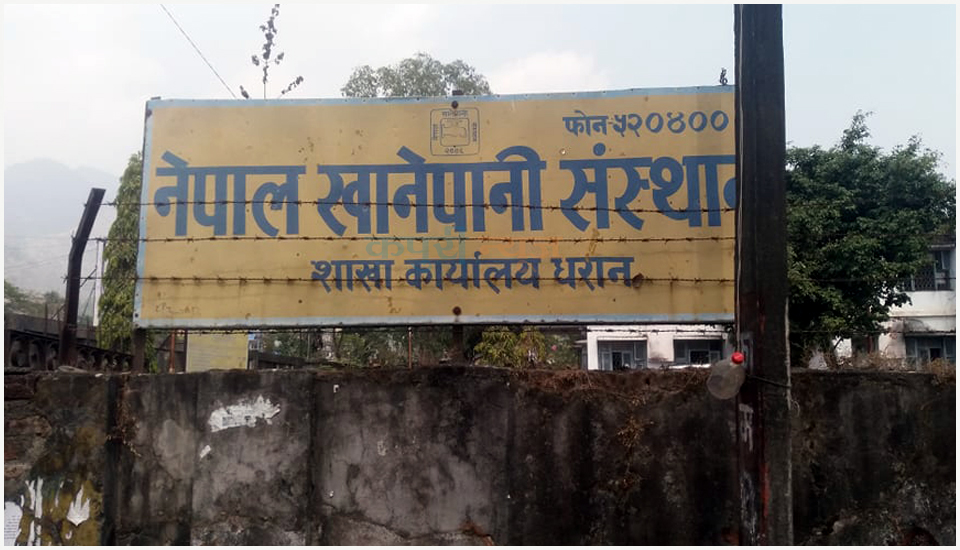 फोन-५२०४००
नेपाल खानेपानी संस्थान
शाखा कार्यालय धरान